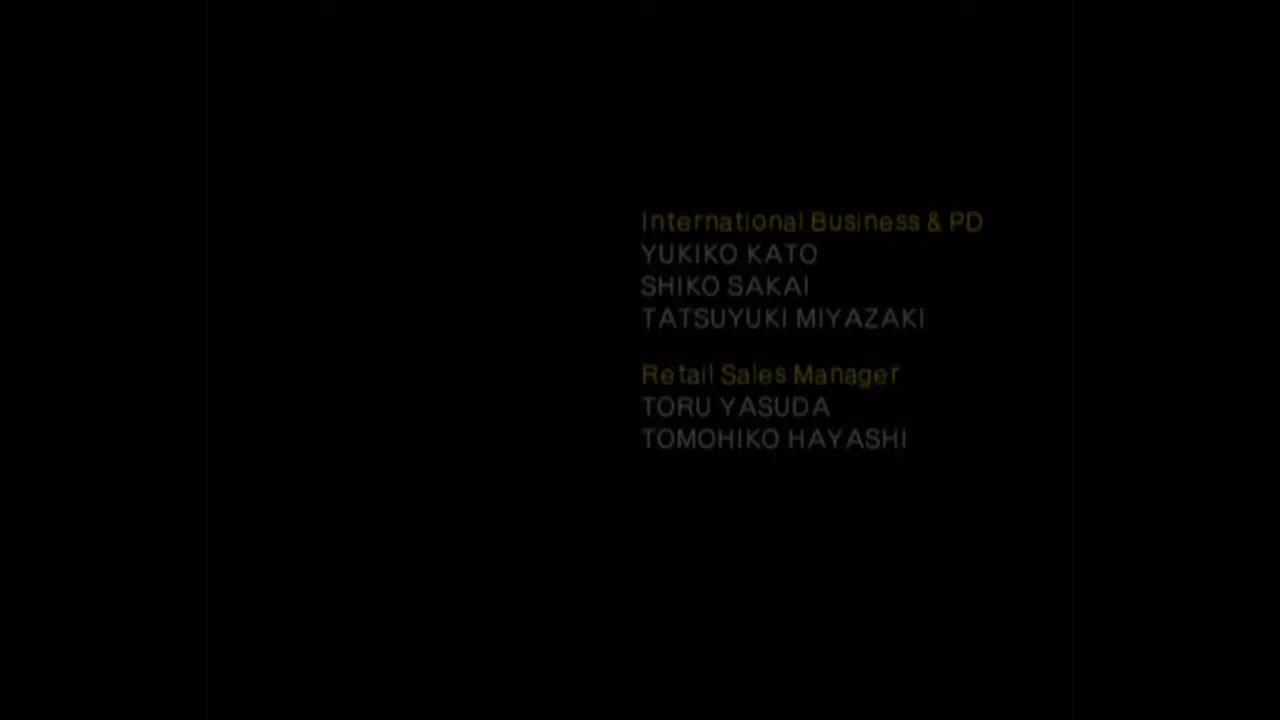 International Business & PD
YUKIKO KATO
SHIKO SAKAI
TATSUYUKI MIYAZAKI
Retail Sales Manager
TORU YASUDA
TOMOHIKO HAYASHI